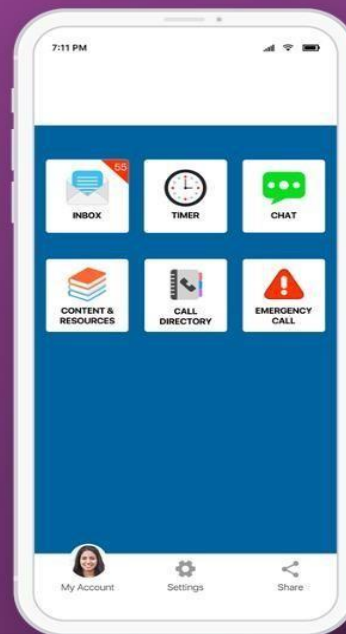 7:11 PM
55
INBOX
TIMER
CHAT
CONTENT &
RESOURCES
CALL
DIRECTORY
EMERGENCY
CALL
My Account
Settings
Share